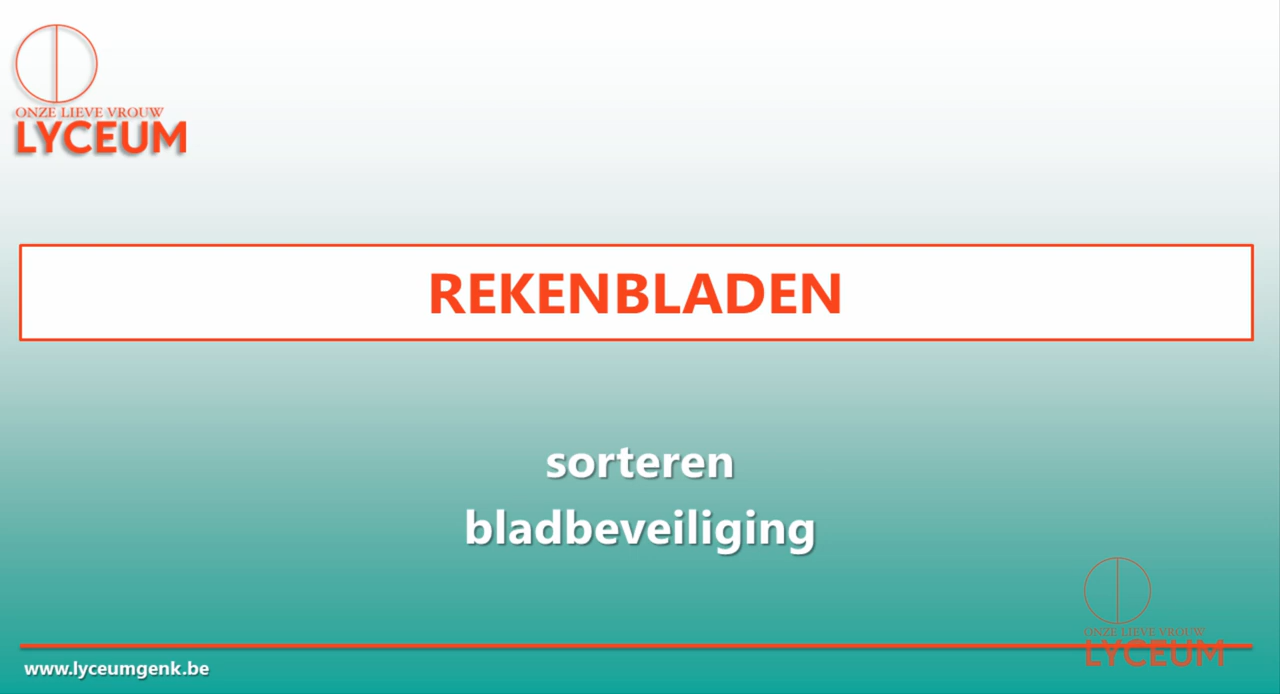 ONZE LIEVE VROUW
LYCEUM
REKENBLADEN
sorteren
bladbeveiliging
ONZE LIEVE VROUW
LYCEUM
www.lyceumgenk.be